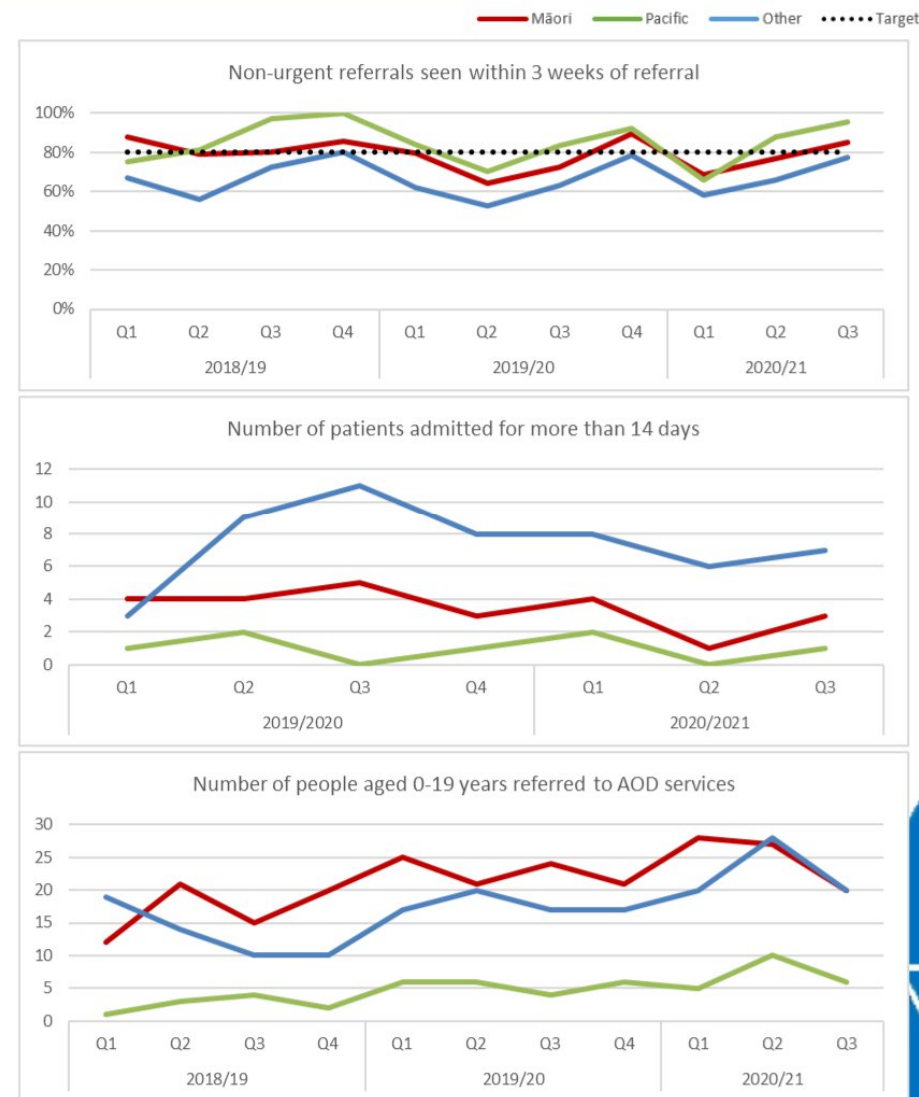 Māori Pacific Other Target
Non-urgent referrals seen within 3 weeks of referral
100%
80%
60%
40%
20%
0%
Q1 Q2 Q3 Q4 Q1 Q2 Q3 Q4 Q1 Q2 Q3
2018/19 2019/20 2020/21
Number of patients admitted for more than 14 days
12
10
8
6
4
2
0
Q1 Q2 Q3 Q4 Q1 Q2 Q3
2019/2020 2020/2021
Number of people aged 0-19 years referred to AOD services
30
25
20
15
10
5
0
Q1 Q2 Q3 Q4 Q1 Q2 Q3 Q4 Q1 Q2 Q3
2018/19 2019/20 2020/21